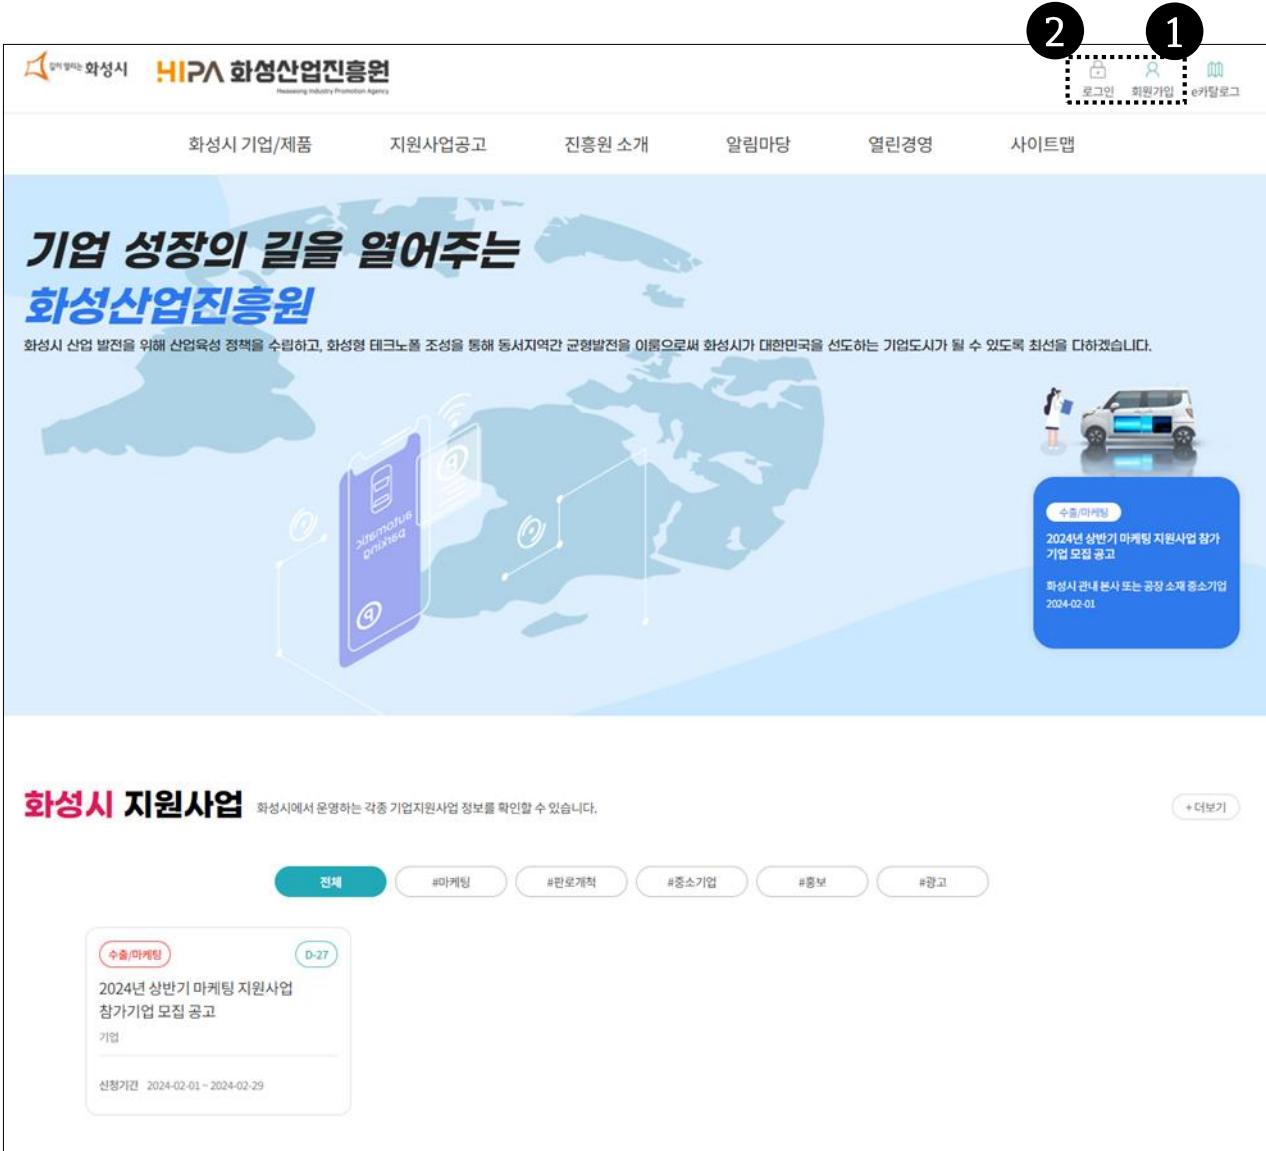 2 1
길이 열리는 화성시 HIPA 화성산업진흥원
Hwaseong Industry Promotion Agency
로그인 회원가입 e카탈로그
화성시 기업/제품 지원사업공고 진흥원 소개 알림마당 열린경영 사이트맵
기업 성장의 길을 열어주는
화성산업진흥원
화성시 산업 발전을 위해 산업육성 정책을 수립하고, 화성형 테크노폴 조성을 통해 동서지역간 균형발전을 이룸으로써 화성시가 대한민국을 선도하는 기업도시가 될 수 있도록 최선을 다하겠습니다.
automatic
parking
수출/마케팅
2024년 상반기 마케팅 지원사업 참가
기업 모집 공고
화성시 관내 본사 또는 공장 소재 중소기업
2024-02-01
화성시 지원사업 화성시에서 운영하는 각종 기업지원사업 정보를 확인할 수 있습니다. + 더보기
전체 #마케팅 #판로개척 #중소기업 #홍보 #광고
수출/마케팅 D-27
2024년 상반기 마케팅 지원사업
참가기업 모집 공고
기업
신청기간 2024-02-01 ~ 2024-02-29